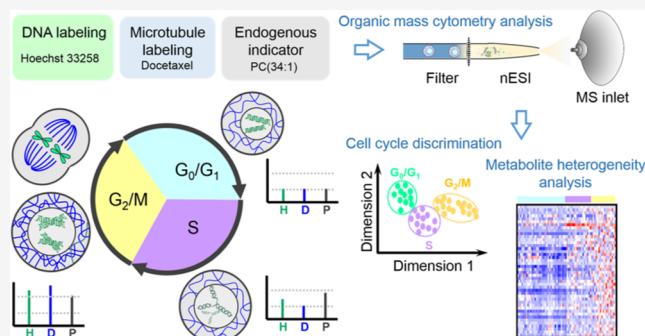 DNA labeling
Hoechst 33258
Microtubule
labeling
Docetaxel
Endogenous
indicator
PC(34:1)
Organic mass cytometry analysis
Filter
nESI
MS inlet
G₀/G₁
G₂/M
S
H D P
H D P
H D P
Cell cycle discrimination
Dimension 2
G₀/G₁
G₂/M
S
Dimension 1
Metabolite heterogeneity
analysis